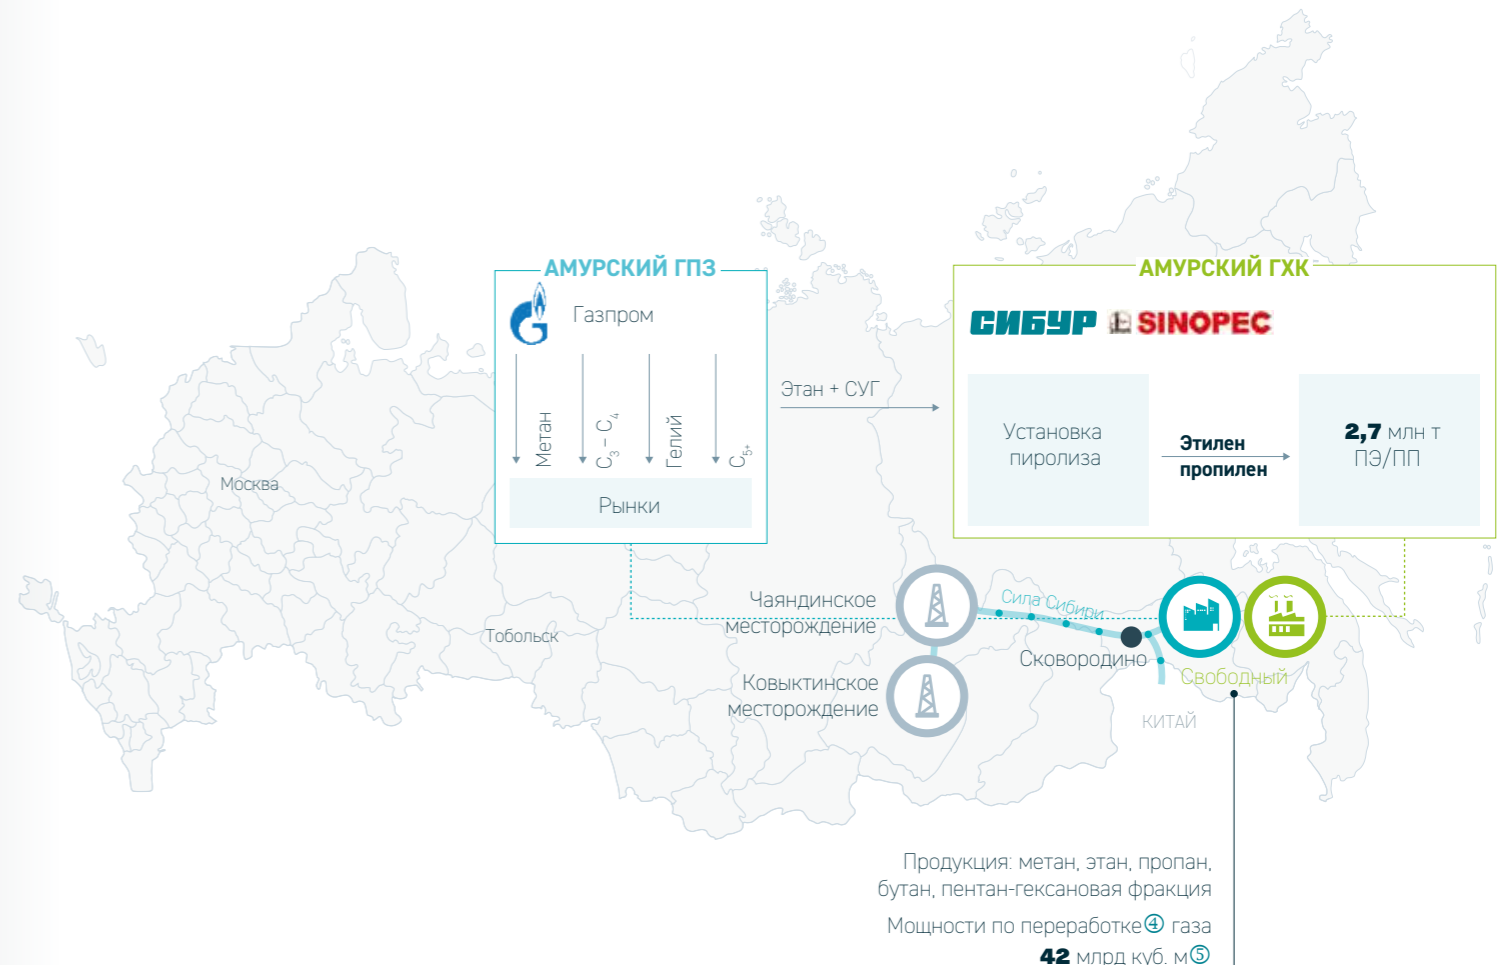 АМУРСКИЙ ГПЗ
Газпром
Метан
C₃ – C₄
Гелий
C₅₊
Рынки
Этан + СУГ
АМУРСКИЙ ГХК
СИБУР SINOPEC
Установка
пиролиза
Этилен
пропилен
2,7 млн т
ПЭ/ПП
Москва
Тобольск
Чаяндинское
месторождение
Сила Сибири
Сковородино
Ковыктинское
месторождение
Свободный
КИТАЙ
Продукция: метан, этан, пропан,
бутан, пентан-гексановая фракция
Мощности по переработке④ газа
42 млрд куб. м⑤